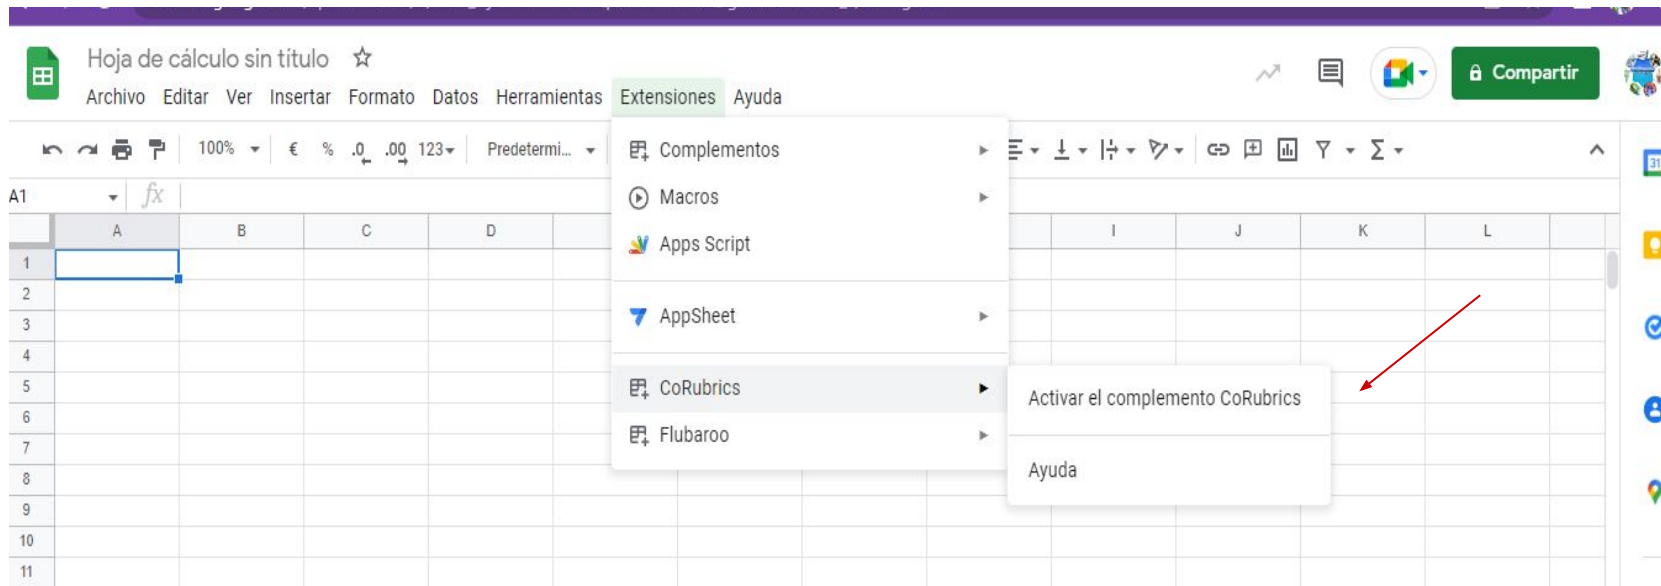 Hoja de cálculo sin título
Archivo Editar Ver Insertar Formato Datos Herramientas Extensiones Ayuda
Compartir
100% € % .0 .00 123 Predetermi...
31
A1 fx
A B C D I J K L
1
2
3
4
5
6
7
8
9
10
11
Complementos
Macros
Apps Script
AppSheet
CoRubrics
Flubaroo
Activar el complemento CoRubrics
Ayuda